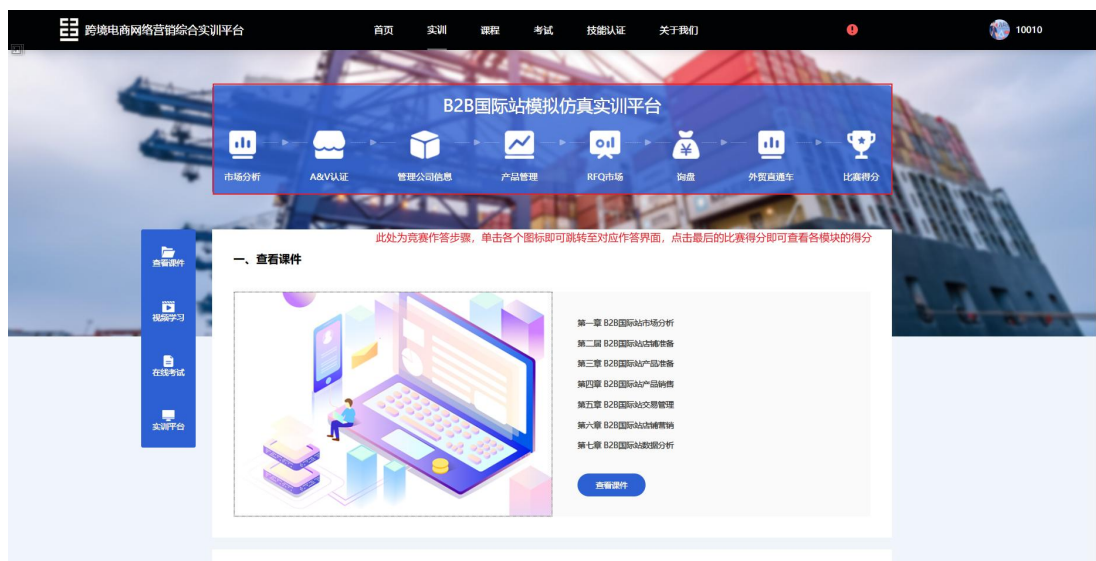 跨境电商网络营销综合实训平台 首页 实训 课程 考试 技能认证 关于我们 10010
B2B国际站模拟仿真实训平台
市场分析 A&V认证 管理公司信息 产品管理 RFQ市场 询盘 外贸直通车 比赛得分
此处为竞赛作答步骤，单击各个图标即可跳转至对应作答界面，点击最后的比赛得分即可查看各模块的得分
查看课件
视频学习
在线考试
实训平台
一、查看课件
第一章 B2B国际站市场分析
第二届 B2B国际站店铺准备
第三章 B2B国际站产品准备
第四章 B2B国际站产品销售
第五章 B2B国际站交易管理
第六章 B2B国际站店铺营销
第七章 B2B国际站数据分析
查看课件